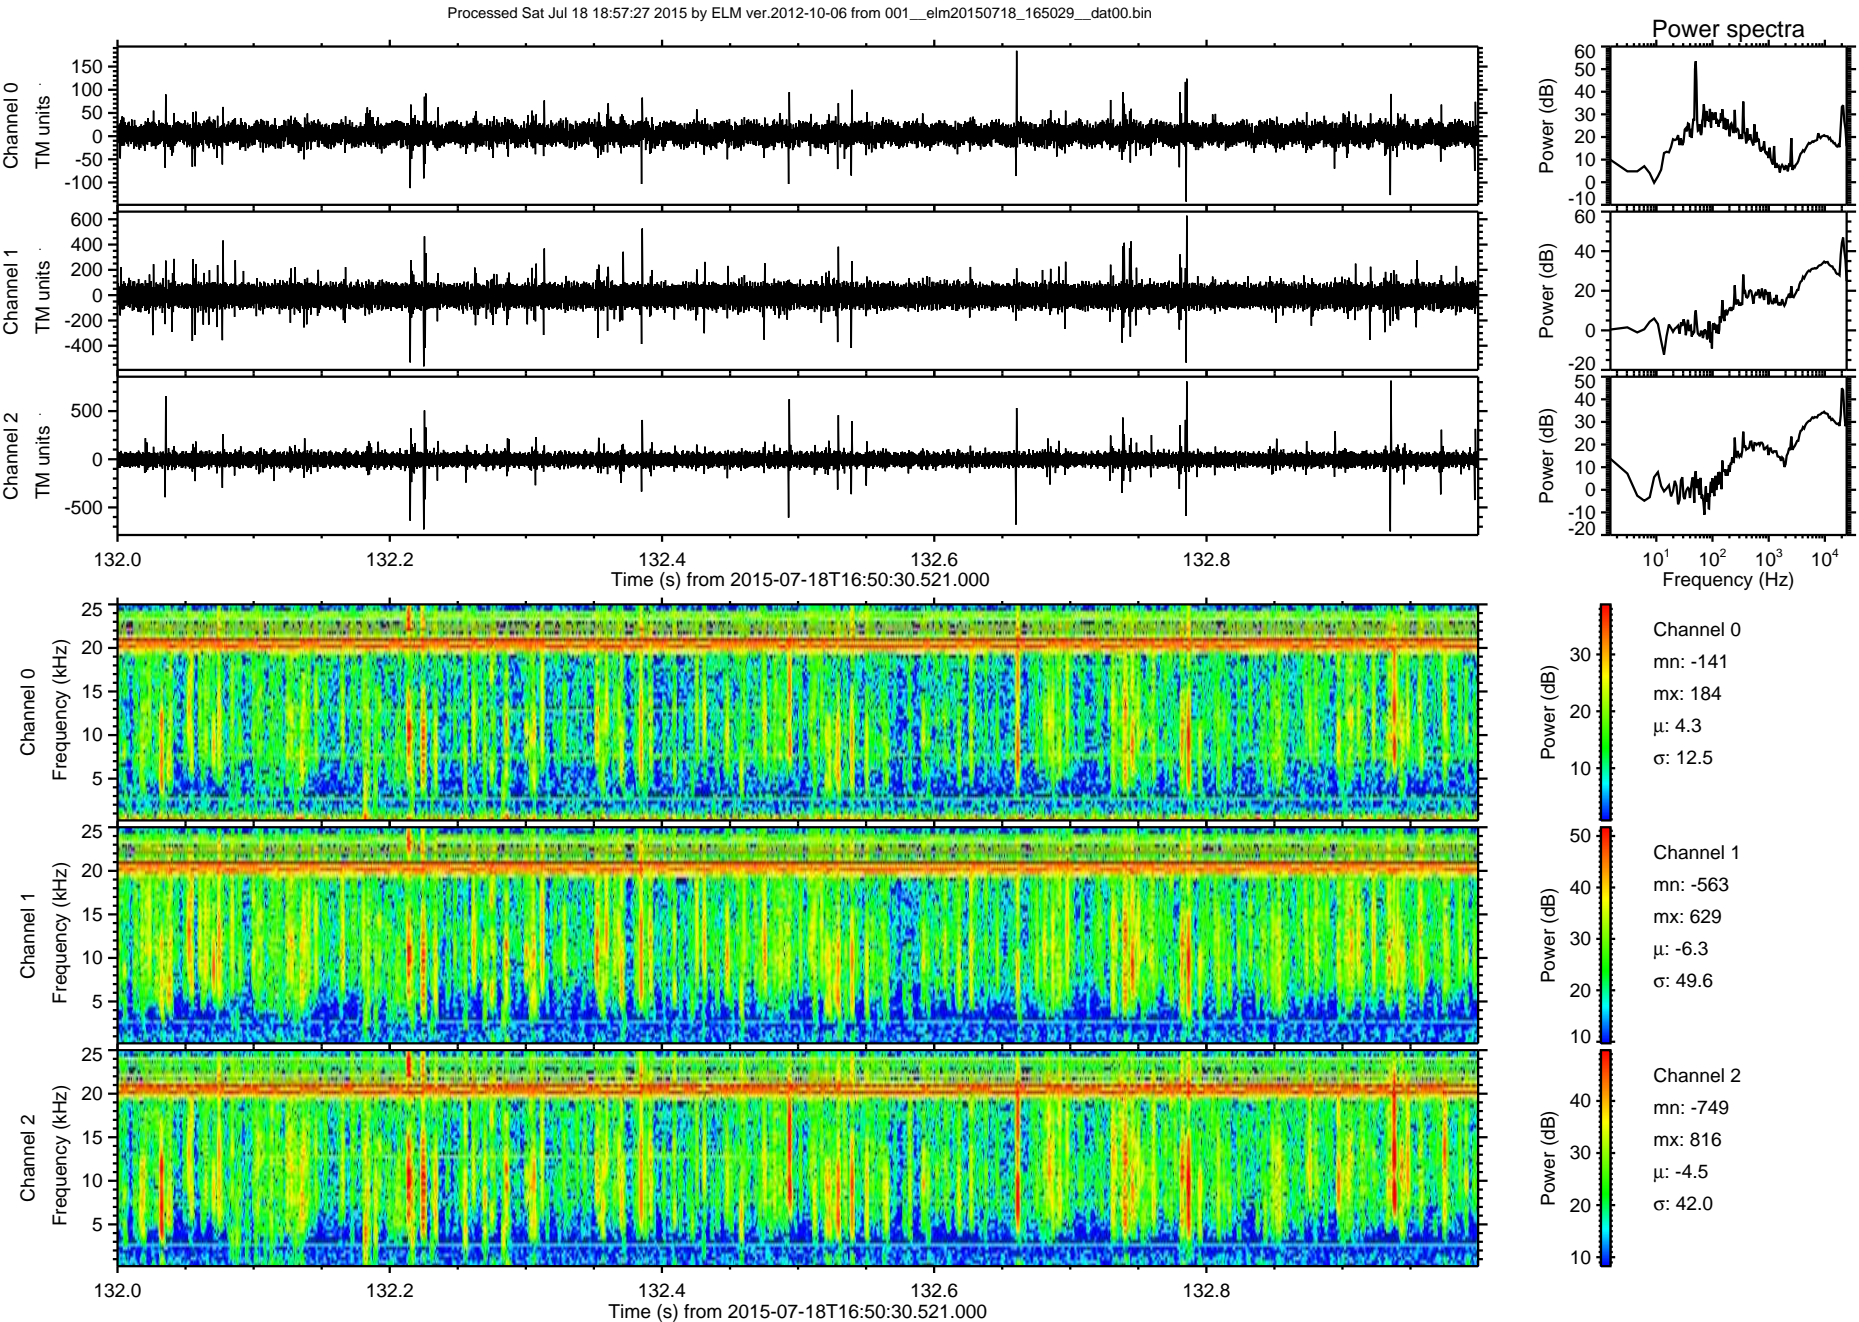 Processed Sat Jul 18 18:57:27 2015 by ELM ver.2012-10-06 from 001__elm20150718_165029__dat00.bin
Power spectra
Channel 0
TM units
150
100
50
0
-50
-100
Power (dB)
60
50
40
30
20
10
0
-10
Channel 1
TM units
600
400
200
0
-200
-400
Power (dB)
60
40
20
0
-20
Channel 2
TM units
500
0
-500
Power (dB)
50
40
30
20
10
0
-10
-20
132.0 132.2 132.4 132.6 132.8
Time (s) from 2015-07-18T16:50:30.521.000
10^1 10^2 10^3 10^4
Frequency (Hz)
Channel 0
Frequency (kHz)
25
20
15
10
5
Power (dB)
30
20
10
Channel 0
mn: -141
mx: 184
μ: 4.3
σ: 12.5
Channel 1
Frequency (kHz)
25
20
15
10
5
Power (dB)
50
40
30
20
10
Channel 1
mn: -563
mx: 629
μ: -6.3
σ: 49.6
Channel 2
Frequency (kHz)
25
20
15
10
5
Power (dB)
40
30
20
10
Channel 2
mn: -749
mx: 816
μ: -4.5
σ: 42.0
132.0 132.2 132.4 132.6 132.8
Time (s) from 2015-07-18T16:50:30.521.000